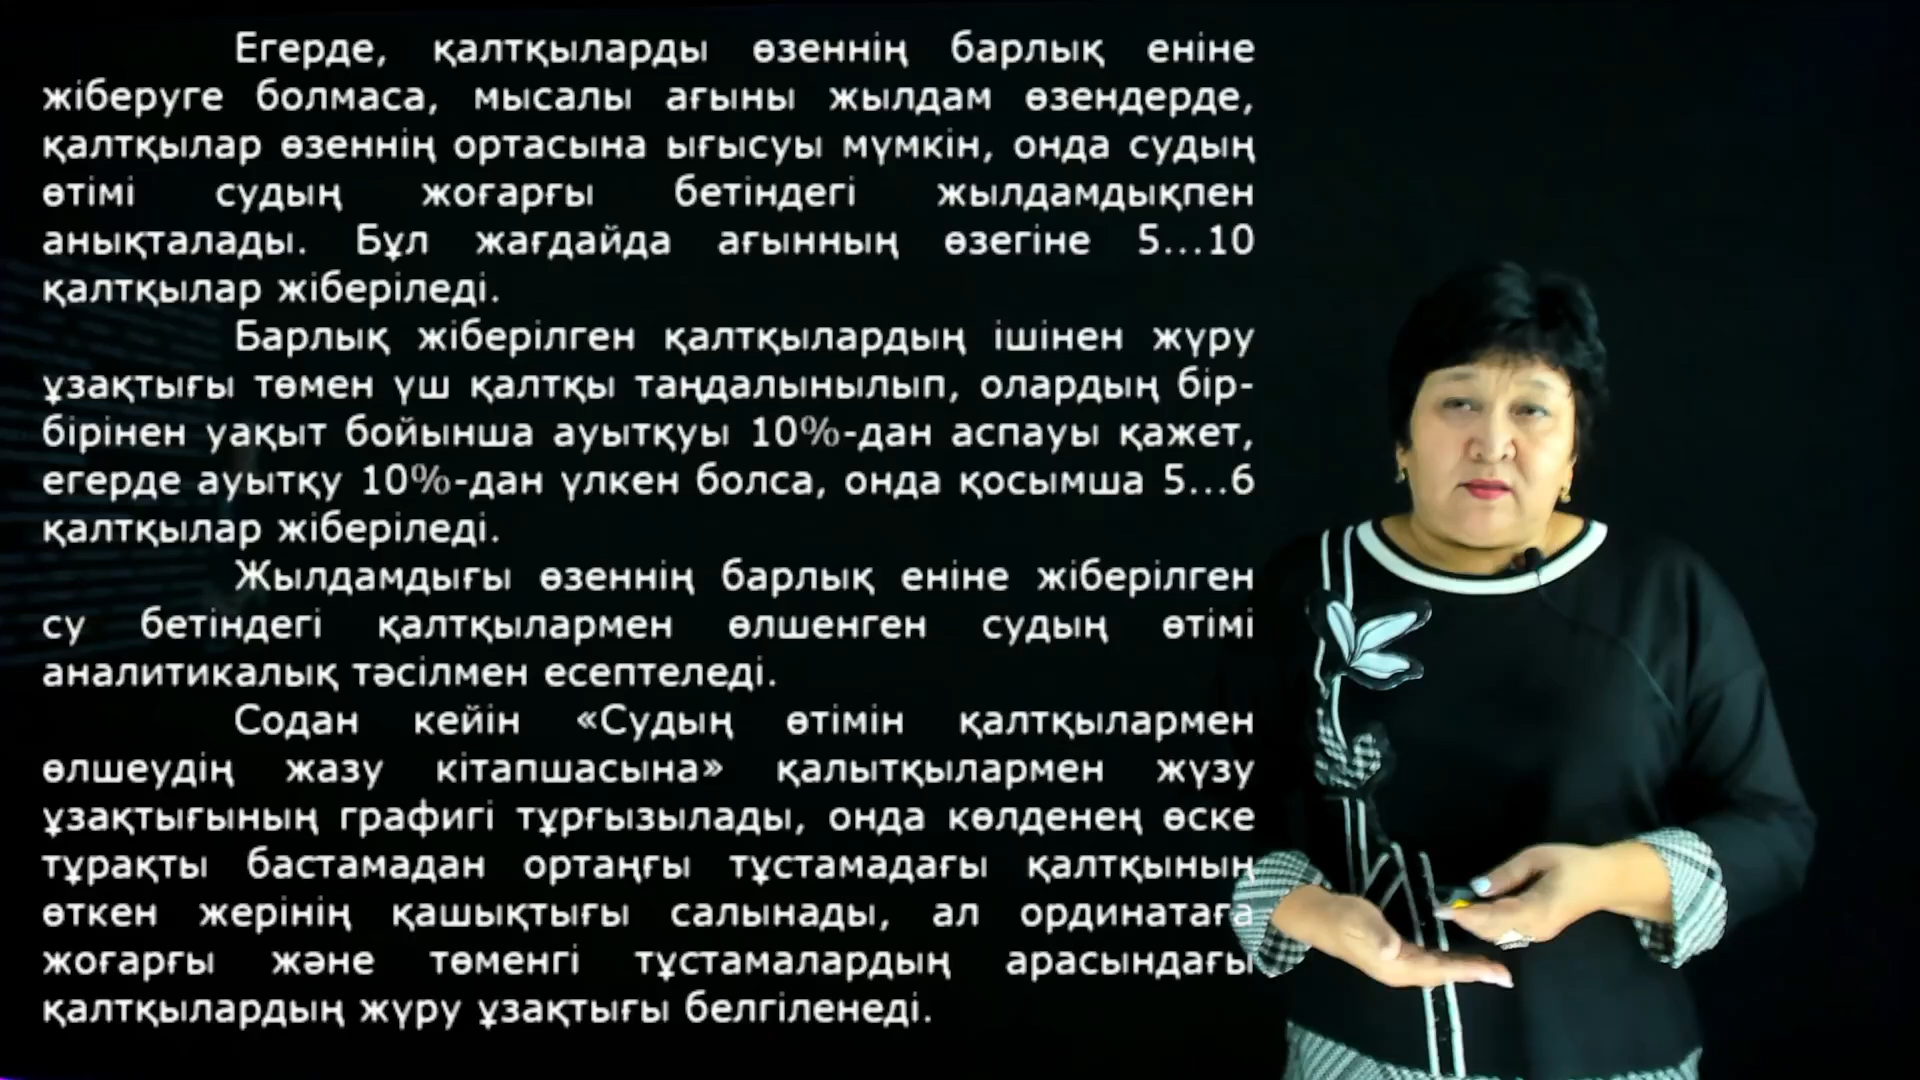 Егерде, қалтқыларды өзеннің барлық еніне
жіберуге болмаса, мысалы ағыны жылдам өзендерде,
қалтқылар өзеннің ортасына ығысуы мүмкін, онда судың
өтімі судың жоғарғы бетіндегі жылдамдықпен
анықталады. Бұл жағдайда ағынның өзегіне 5...10
қалтқылар жіберіледі.
Барлық жіберілген қалтқылардың ішінен жүру
ұзақтығы төмен үш қалтқы таңдалынылып, олардың бір-
бірінен уақыт бойынша ауытқуы 10%-дан аспауы қажет,
егерде ауытқу 10%-дан үлкен болса, онда қосымша 5...6
қалтқылар жіберіледі.
Жылдамдығы өзеннің барлық еніне жіберілген
су бетіндегі қалтқылармен өлшенген судың өтімі
аналитикалық тәсілмен есептеледі.
Содан кейін «Судың өтімін қалтқылармен
өлшеудің жазу кітапшасына» қалытқылармен жүзу
ұзақтығының графигі тұрғызылады, онда көлденең өске
тұрақты бастамадан ортаңғы тұстамадағы қалтқының
өткен жерінің қашықтығы салынады, ал ординатаға
жоғарғы және төменгі тұстамалардың арасындағы
қалтқылардың жүру ұзақтығы белгіленеді.